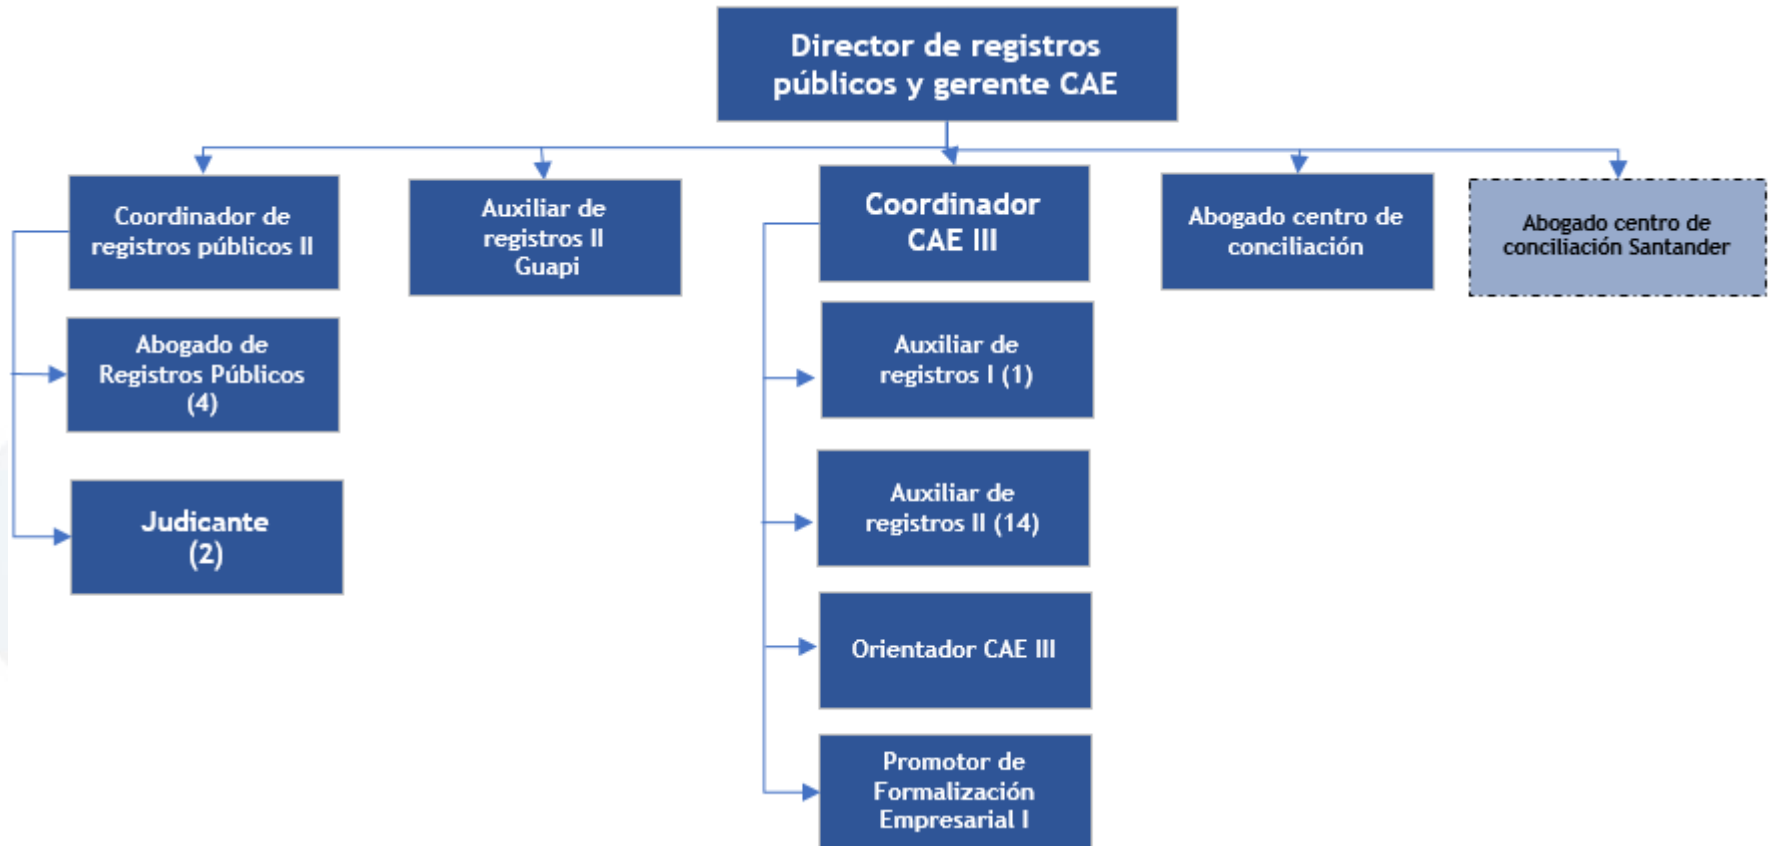 Director de registros
públicos y gerente CAE
Coordinador de
registros públicos II
Auxiliar de
registros II
Guapi
Coordinador
CAE III
Abogado centro de
conciliación
Abogado centro de
conciliación Santander
Abogado de
Registros Públicos
(4)
Judicante
(2)
Auxiliar de
registros I (1)
Auxiliar de
registros II (14)
Orientador CAE III
Promotor de
Formalización
Empresarial I